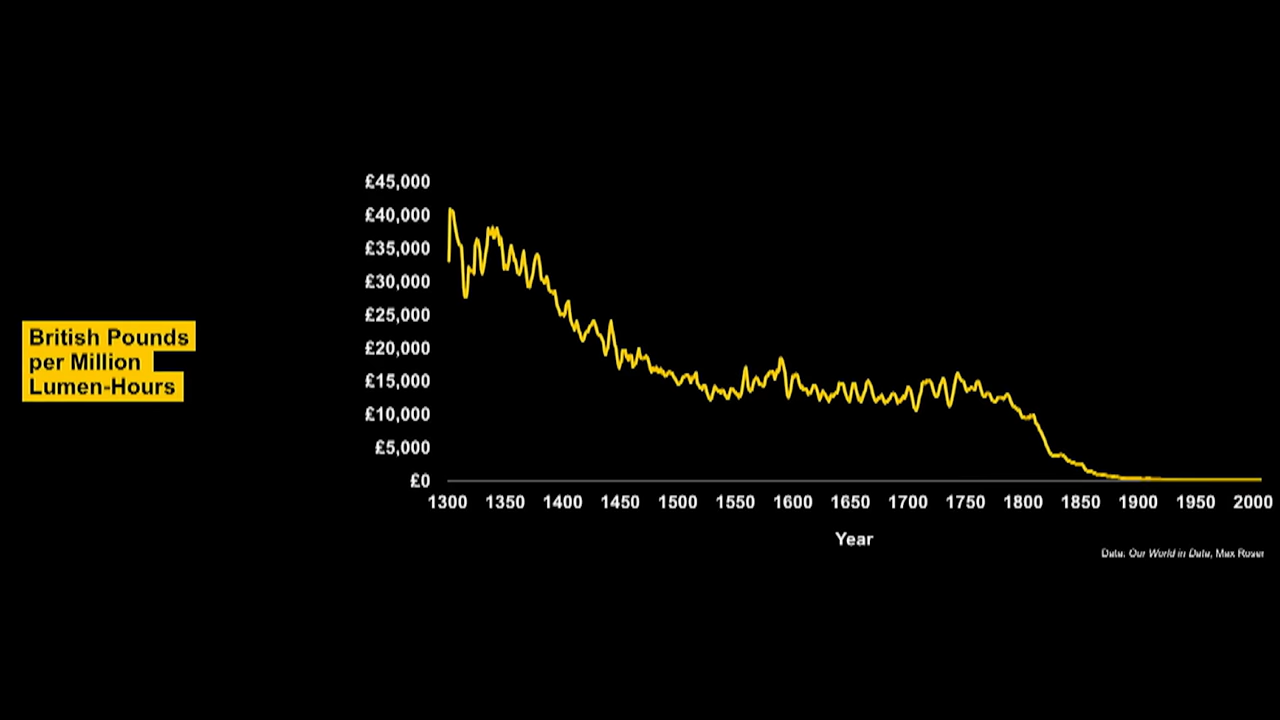 £45,000
£40,000
£35,000
£30,000
£25,000
£20,000
£15,000
£10,000
£5,000
£0
British Pounds
per Million
Lumen-Hours
1300 1350 1400 1450 1500 1550 1600 1650 1700 1750 1800 1850 1900 1950 2000
Year
Data: Our World in Data, Max Roser